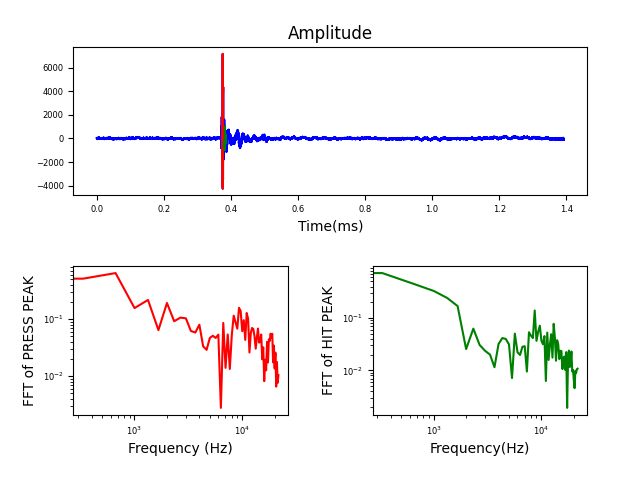 Amplitude
6000
4000
2000
0
−2000
−4000
0.0 0.2 0.4 0.6 0.8 1.0 1.2 1.4
Time(ms)
FFT of PRESS PEAK
10⁻¹
10⁻²
10³ 10⁴
Frequency (Hz)
FFT of HIT PEAK
10⁻¹
10⁻²
10³ 10⁴
Frequency(Hz)